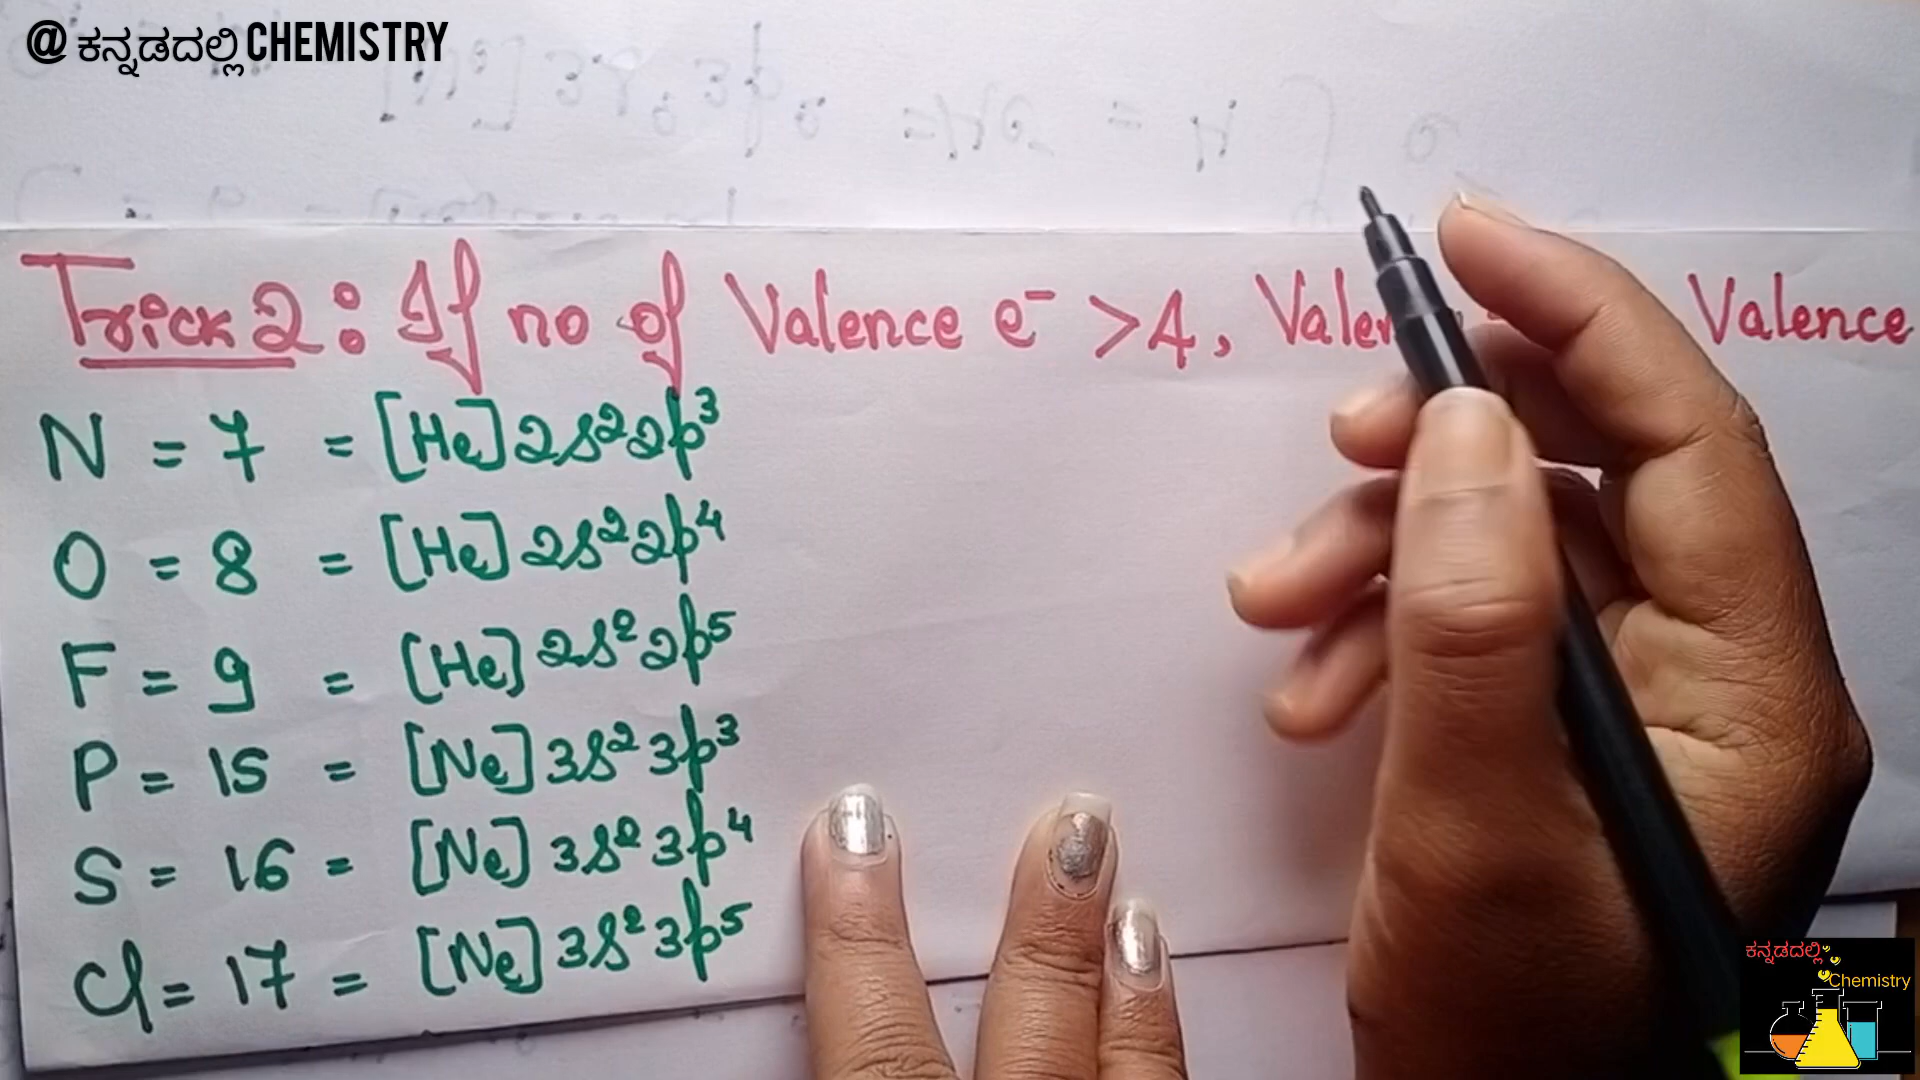 @ ಕನ್ನಡದಲ್ಲಿ CHEMISTRY
Trick 2 : If no of Valence e⁻ > 4, Valence
N = 7 = [He] 2s² 2p³
O = 8 = [He] 2s² 2p⁴
F = 9 = [He] 2s² 2p⁵
P = 15 = [Ne] 3s² 3p³
S = 16 = [Ne] 3s² 3p⁴
Cl = 17 = [Ne] 3s² 3p⁵
ಕನ್ನಡದಲ್ಲಿ
Chemistry